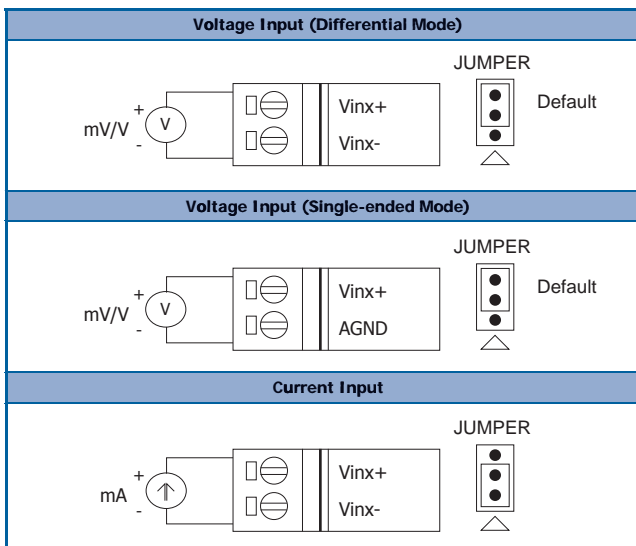 Voltage Input (Differential Mode)
JUMPER
+
mV/V
-
V
Vinx+
Vinx-
Default
Voltage Input (Single-ended Mode)
JUMPER
+
mV/V
-
V
Vinx+
AGND
Default
Current Input
JUMPER
+
mA
-
Vinx+
Vinx-